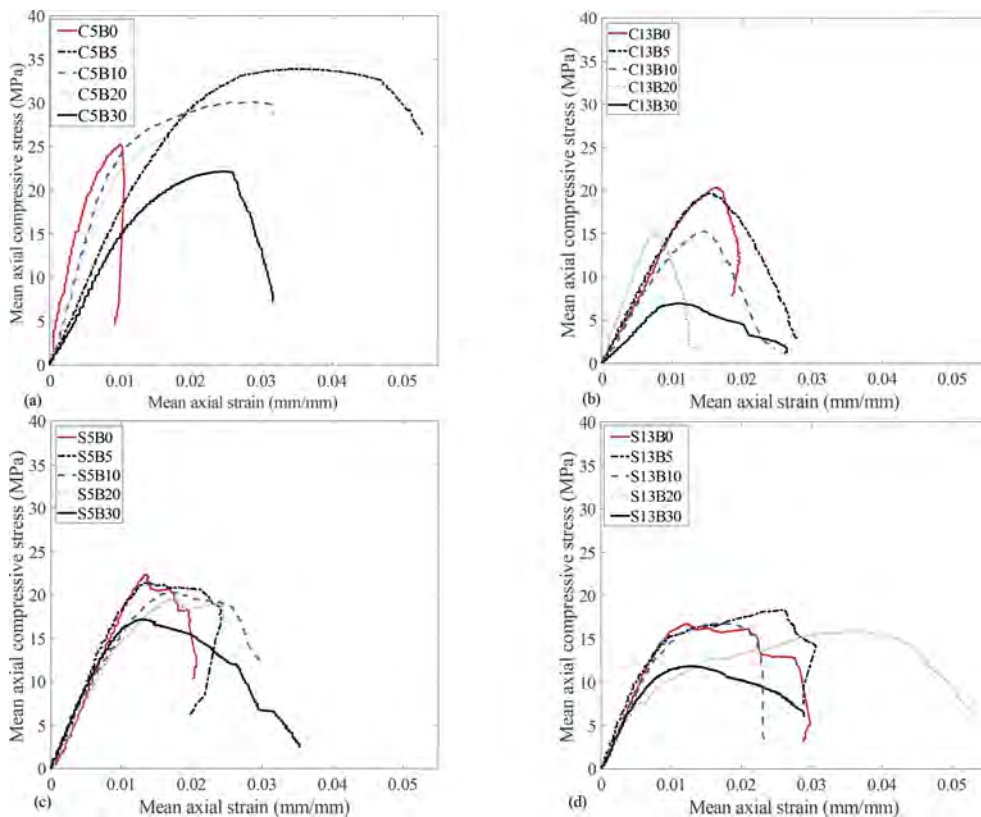 40
35
30
25
20
15
10
5
0
Mean axial compressive stress (MPa)
C5B0
C5B5
C5B10
C5B20
C5B30
0
0.01
0.02
0.03
0.04
0.05
Mean axial strain (mm/mm)
(a)
40
35
30
25
20
15
10
5
0
Mean axial compressive stress (MPa)
C13B0
C13B5
C13B10
C13B20
C13B30
0
0.01
0.02
0.03
0.04
0.05
Mean axial strain (mm/mm)
(b)
40
35
30
25
20
15
10
5
0
Mean axial compressive stress (MPa)
S5B0
S5B5
S5B10
S5B20
S5B30
0
0.01
0.02
0.03
0.04
0.05
Mean axial strain (mm/mm)
(c)
40
35
30
25
20
15
10
5
0
Mean axial compressive stress (MPa)
S13B0
S13B5
S13B10
S13B20
S13B30
0
0.01
0.02
0.03
0.04
0.05
Mean axial strain (mm/mm)
(d)